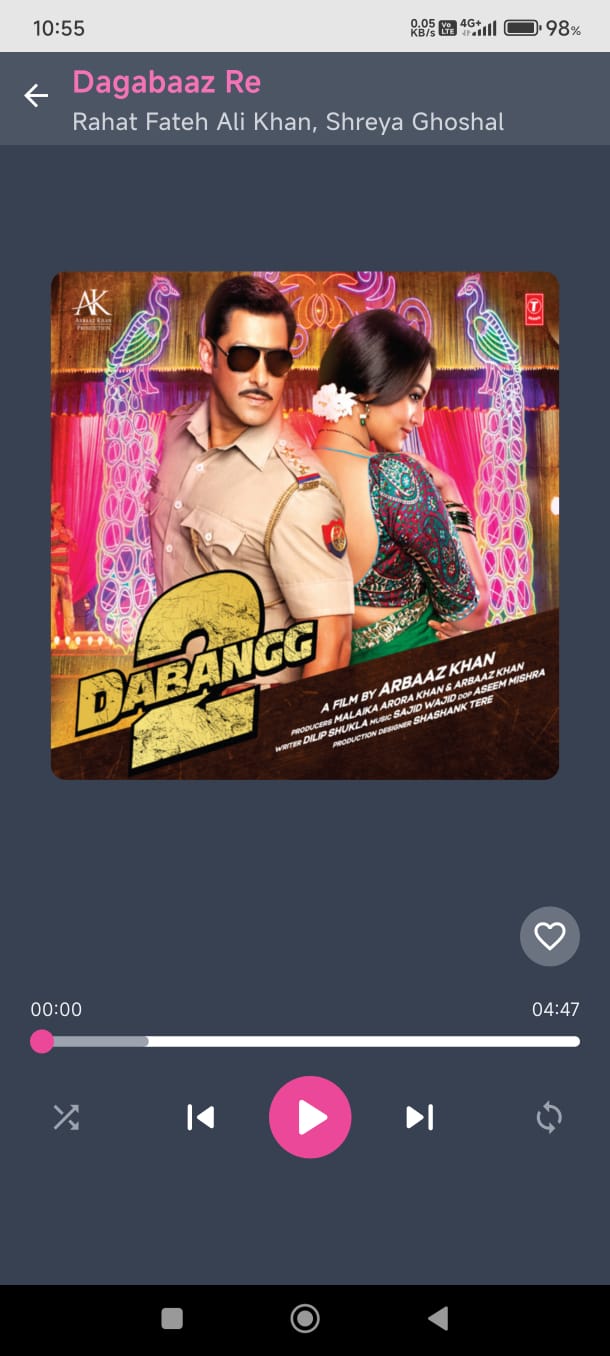 10:55
0.05 KB/s Vo LTE 4G+ 98%
Dagabaaz Re
Rahat Fateh Ali Khan, Shreya Ghoshal
AK
ARBAAZ KHAN
PRODUCTION
T
2
DABANGG
A FILM BY ARBAAZ KHAN
PRODUCERS MALAIKA ARORA KHAN & ARBAAZ KHAN
WRITER DILIP SHUKLA MUSIC SAJID WAJID DOP ASEEM MISHRA
PRODUCTION DESIGNER SHASHANK TERE
00:00
04:47